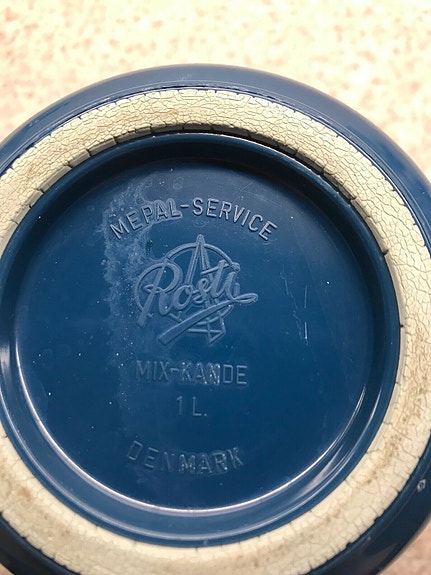 MEPAL-SERVICE
Rosti
MIX-KANDE
1 L.
DENMARK